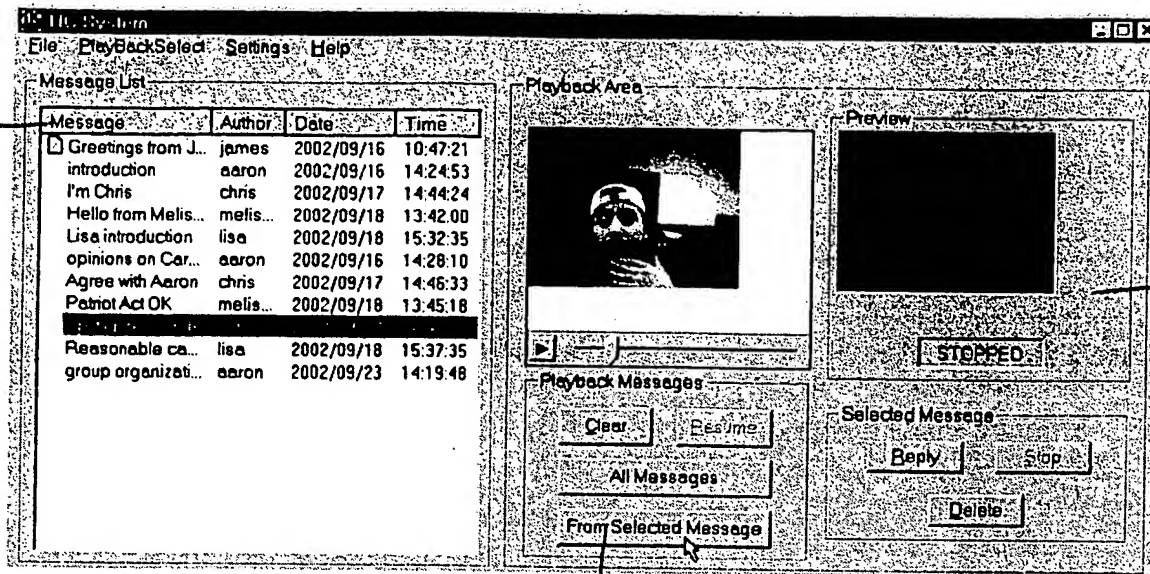 System
File PlayBackSelect Settings Help
Message List
Message Author Date Time
Greetings from J... james 2002/09/16 10:47:21
introduction aaron 2002/09/16 14:24:53
I'm Chris chris 2002/09/17 14:44:24
Hello from Melis... melis... 2002/09/18 13:42:00
Lisa introduction lisa 2002/09/18 15:32:35
opinions on Car... aaron 2002/09/16 14:28:10
Agree with Aaron chris 2002/09/17 14:46:33
Patriot Act OK melis... 2002/09/18 13:45:18
Reasonable ca... lisa 2002/09/18 15:37:35
group organizati... aaron 2002/09/23 14:19:48
Playback Area
Preview
STOPPED
Playback Messages
Clear Resume
All Messages
From Selected Message
Selected Message
Reply Stop
Delete